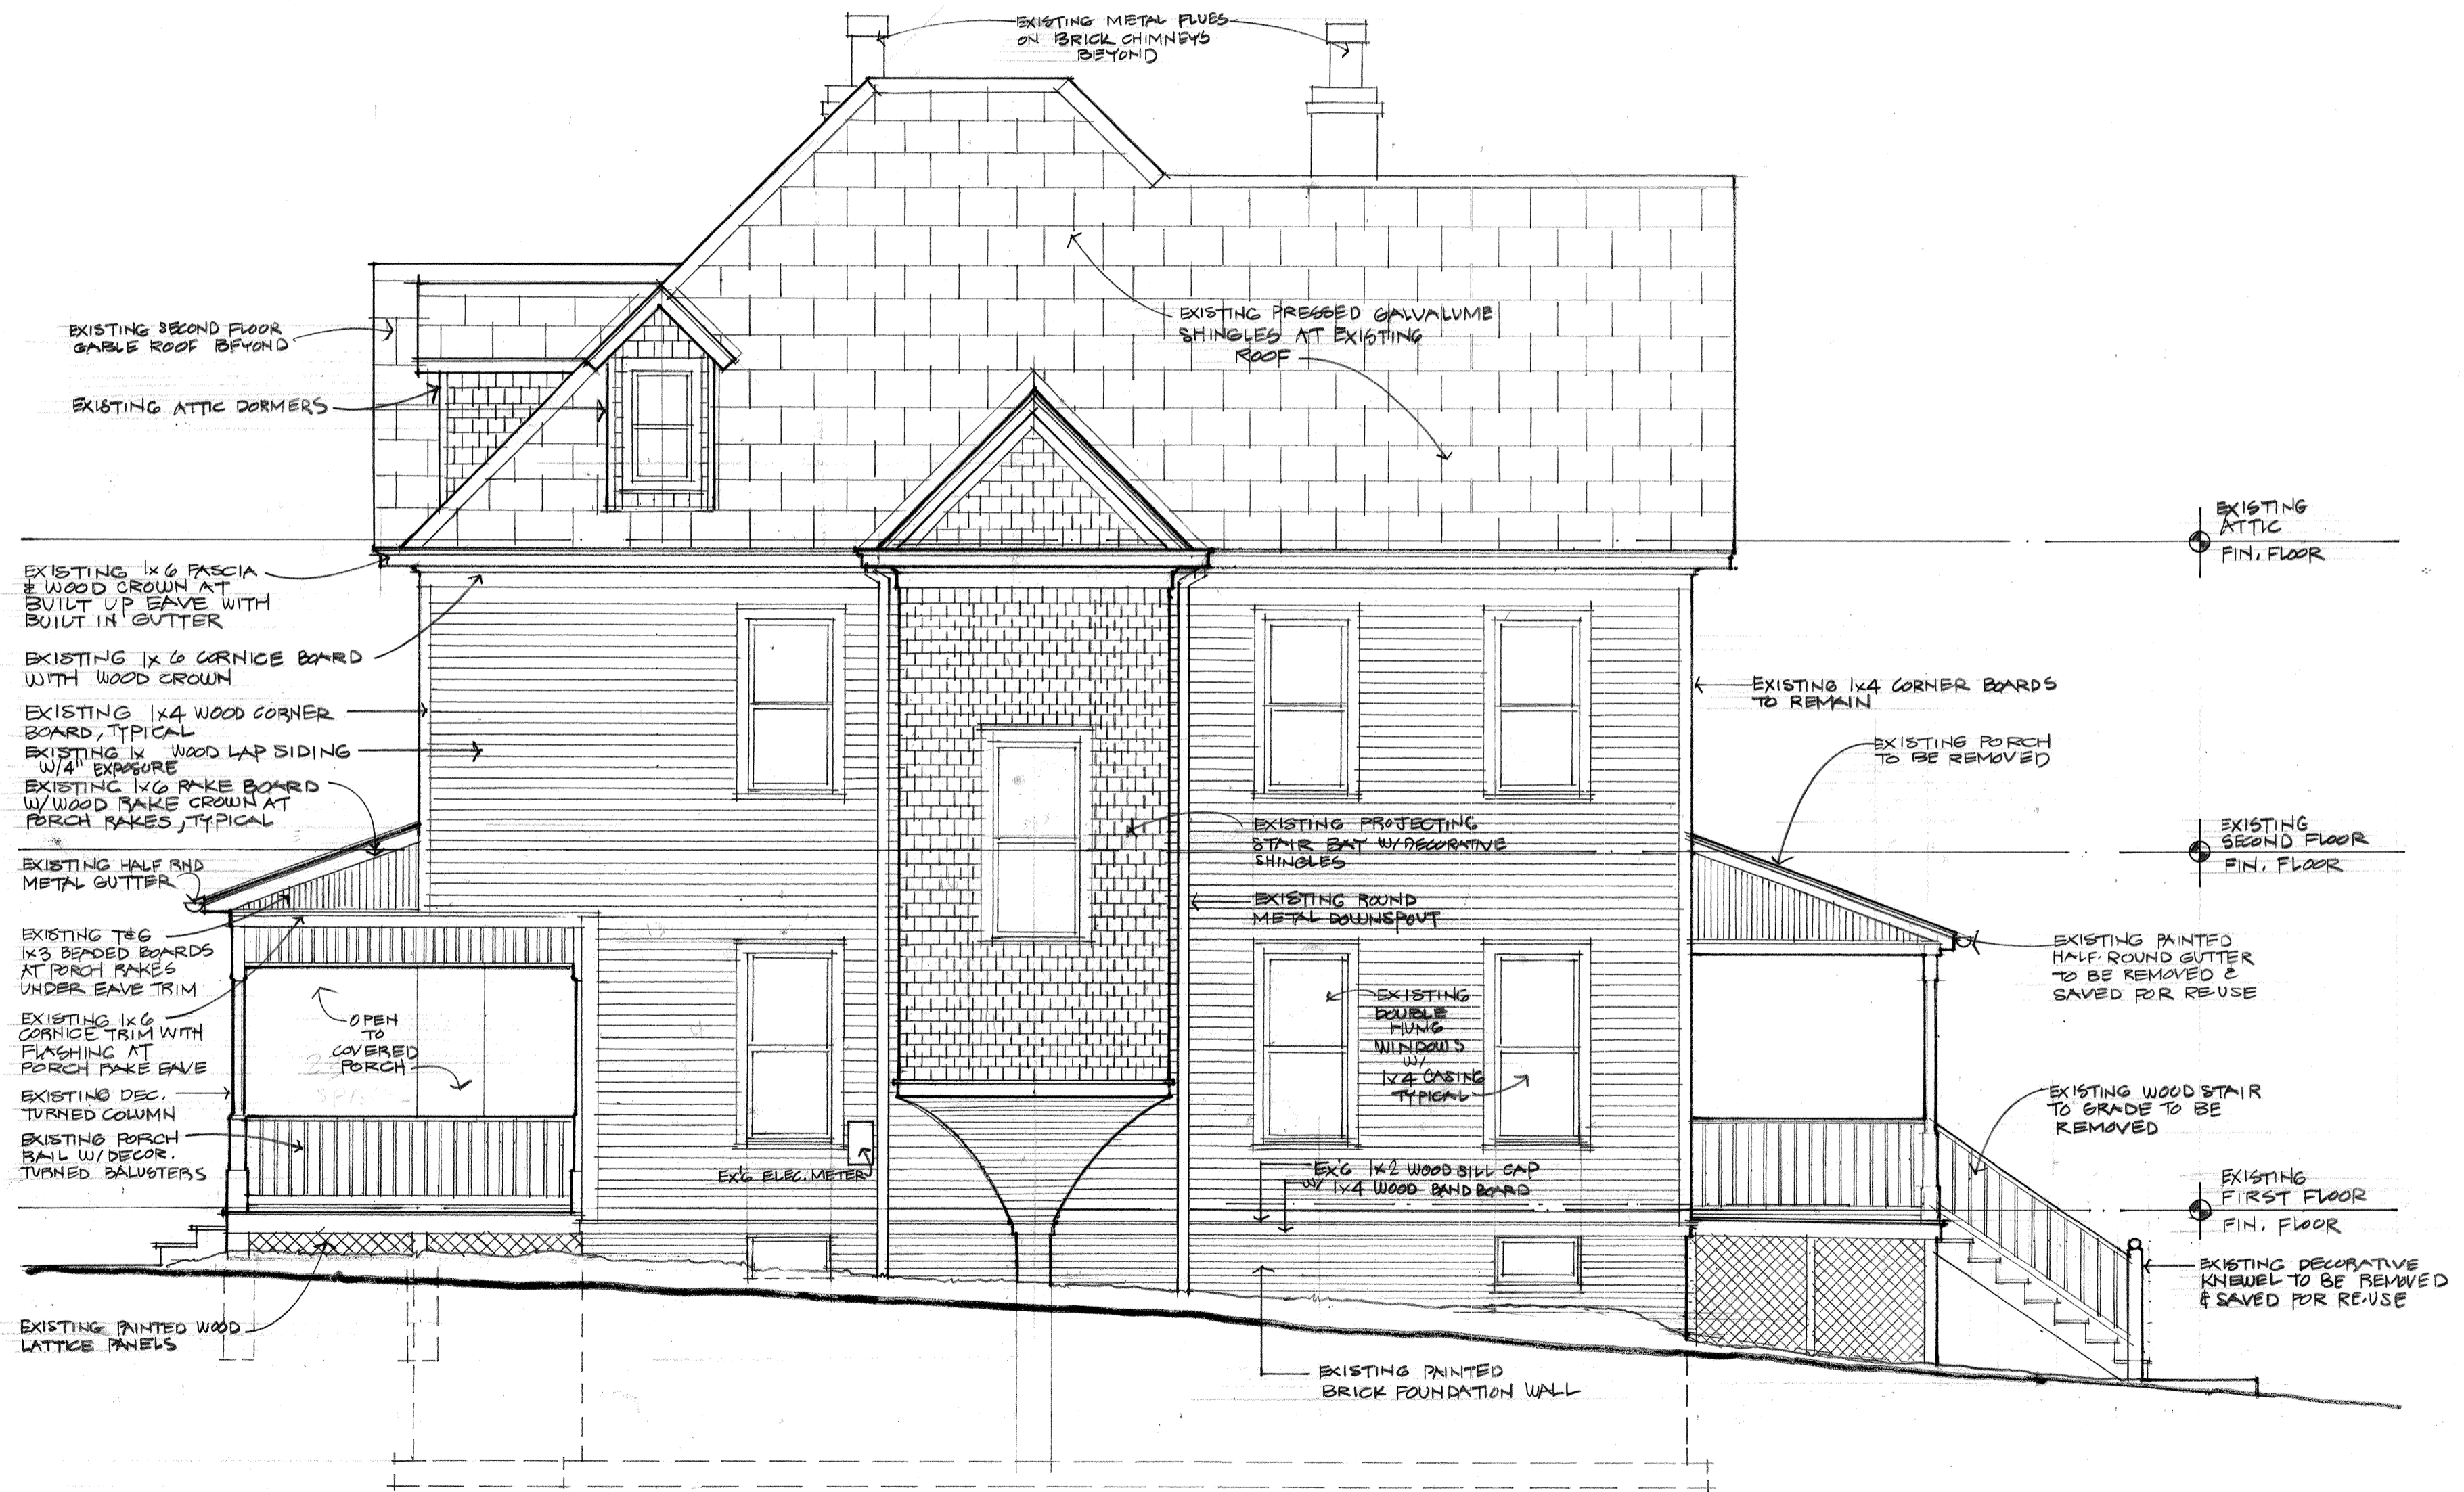 EXISTING METAL FLUES
ON BRICK CHIMNEYS
BEYOND
EXISTING PRESSED GALVALUME
SHINGLES AT EXISTING
ROOF
EXISTING SECOND FLOOR
GABLE ROOF BEYOND
EXISTING ATTIC DORMERS
EXISTING
ATTIC
FIN. FLOOR
EXISTING 1x6 FASCIA
& WOOD CROWN AT
BUILT UP EAVE WITH
BUILT IN GUTTER
EXISTING 1x6 CORNICE BOARD
WITH WOOD CROWN
EXISTING 1x4 WOOD CORNER
BOARD, TYPICAL
EXISTING 1x WOOD LAP SIDING
W/4" EXPOSURE
EXISTING 1x6 RAKE BOARD
W/WOOD RAKE CROWN AT
PORCH RAKES, TYPICAL
EXISTING HALF RND
METAL GUTTER
EXISTING T&G
1x3 BEADED BOARDS
AT PORCH RAKES
UNDER EAVE TRIM
EXISTING 1x6
CORNICE TRIM WITH
FLASHING AT
PORCH RAKE EAVE
EXISTING DEC.
TURNED COLUMN
EXISTING PORCH
RAIL W/DECOR.
TURNED BALUSTERS
EXISTING PAINTED WOOD
LATTICE PANELS
OPEN
TO
COVERED
PORCH
EX'G ELEC. METER
EXISTING PROJECTING
STAIR BAY W/DECORATIVE
SHINGLES
EXISTING ROUND
METAL DOWNSPOUT
EXISTING
DOUBLE
HUNG
WINDOWS
W/
1x4 CASING
TYPICAL
EX'G 1x2 WOOD SILL CAP
W/ 1x4 WOOD BAND BOARD
EXISTING PAINTED
BRICK FOUNDATION WALL
EXISTING 1x4 CORNER BOARDS
TO REMAIN
EXISTING PORCH
TO BE REMOVED
EXISTING
SECOND FLOOR
FIN. FLOOR
EXISTING PAINTED
HALF-ROUND GUTTER
TO BE REMOVED &
SAVED FOR RE-USE
EXISTING WOOD STAIR
TO GRADE TO BE
REMOVED
EXISTING
FIRST FLOOR
FIN. FLOOR
EXISTING DECORATIVE
KNEWEL TO BE REMOVED
& SAVED FOR RE-USE